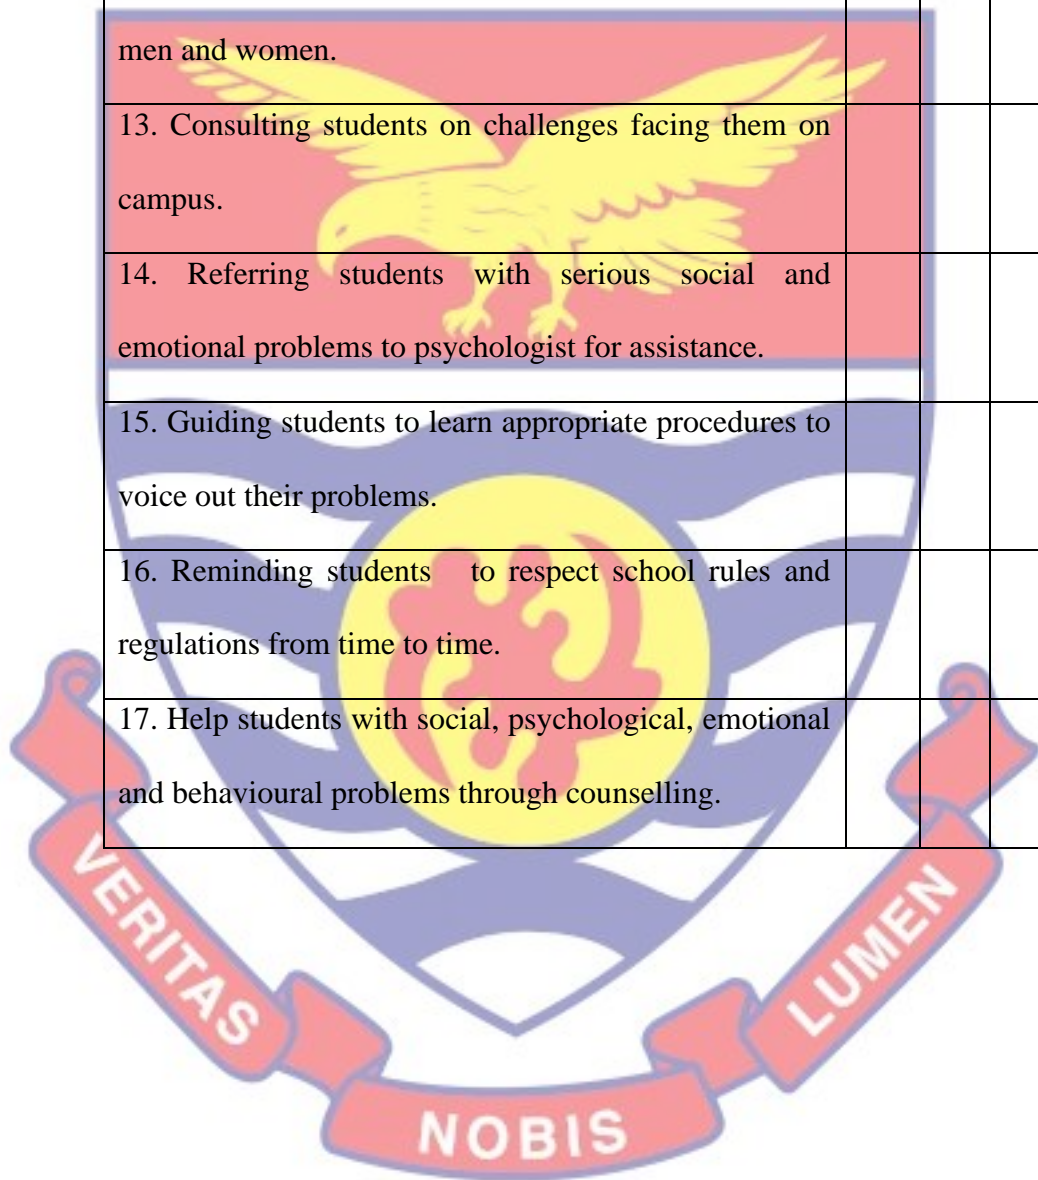 men and women.
13. Consulting students on challenges facing them on
campus.
14. Referring students with serious social and
emotional problems to psychologist for assistance.
15. Guiding students to learn appropriate procedures to
voice out their problems.
16. Reminding students to respect school rules and
regulations from time to time.
17. Help students with social, psychological, emotional
and behavioural problems through counselling.
VERITAS
NOBIS
LUMEN